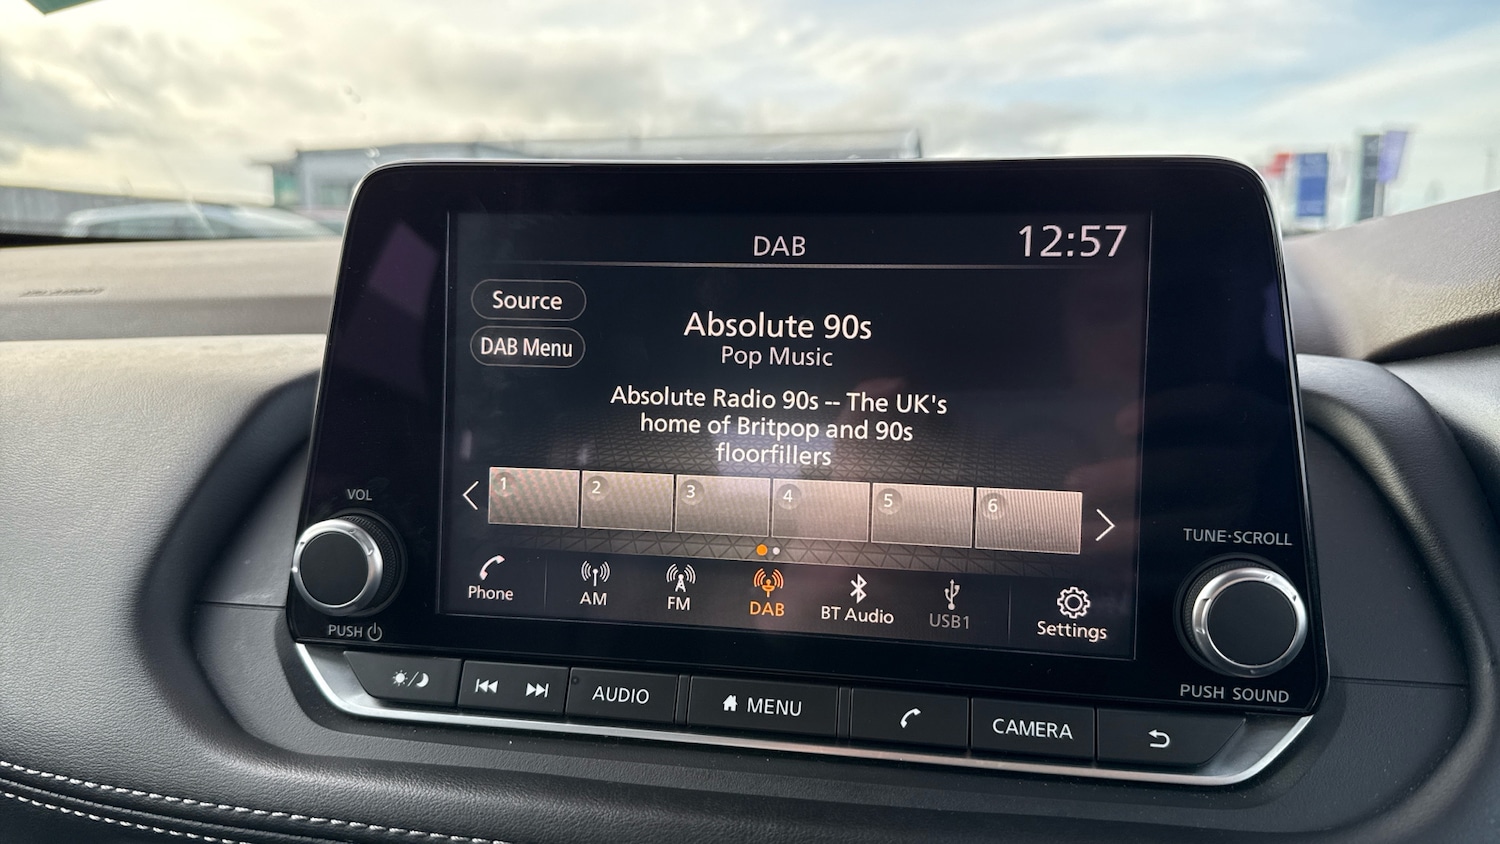 DAB
12:57
Source
DAB Menu
Absolute 90s
Pop Music
Absolute Radio 90s -- The UK's
home of Britpop and 90s
floorfillers
1 2 3 4 5 6
Phone
AM
FM
DAB
BT Audio
USB1
Settings
VOL
PUSH
TUNE·SCROLL
PUSH SOUND
AUDIO
MENU
CAMERA